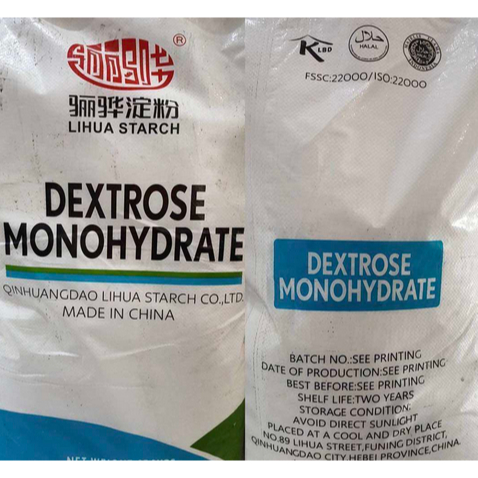 ®
骊骅淀粉
LIHUA STARCH
DEXTROSE
MONOHYDRATE
QINHUANGDAO LIHUA STARCH CO.,LTD.
MADE IN CHINA
K LBD
حلال
HALAL
FSSC:22000/ISO:22000
DEXTROSE
MONOHYDRATE
BATCH NO.:SEE PRINTING
DATE OF PRODUCTION:SEE PRINTING
BEST BEFORE:SEE PRINTING
SHELF LIFE:TWO YEARS
STORAGE CONDITION:
AVOID DIRECT SUNLIGHT
PLACED AT A COOL AND DRY PLACE
NO.89 LIHUA STREET,FUNING DISTRICT,
QINHUANGDAO CITY,HEBEI PROVINCE,CHINA.